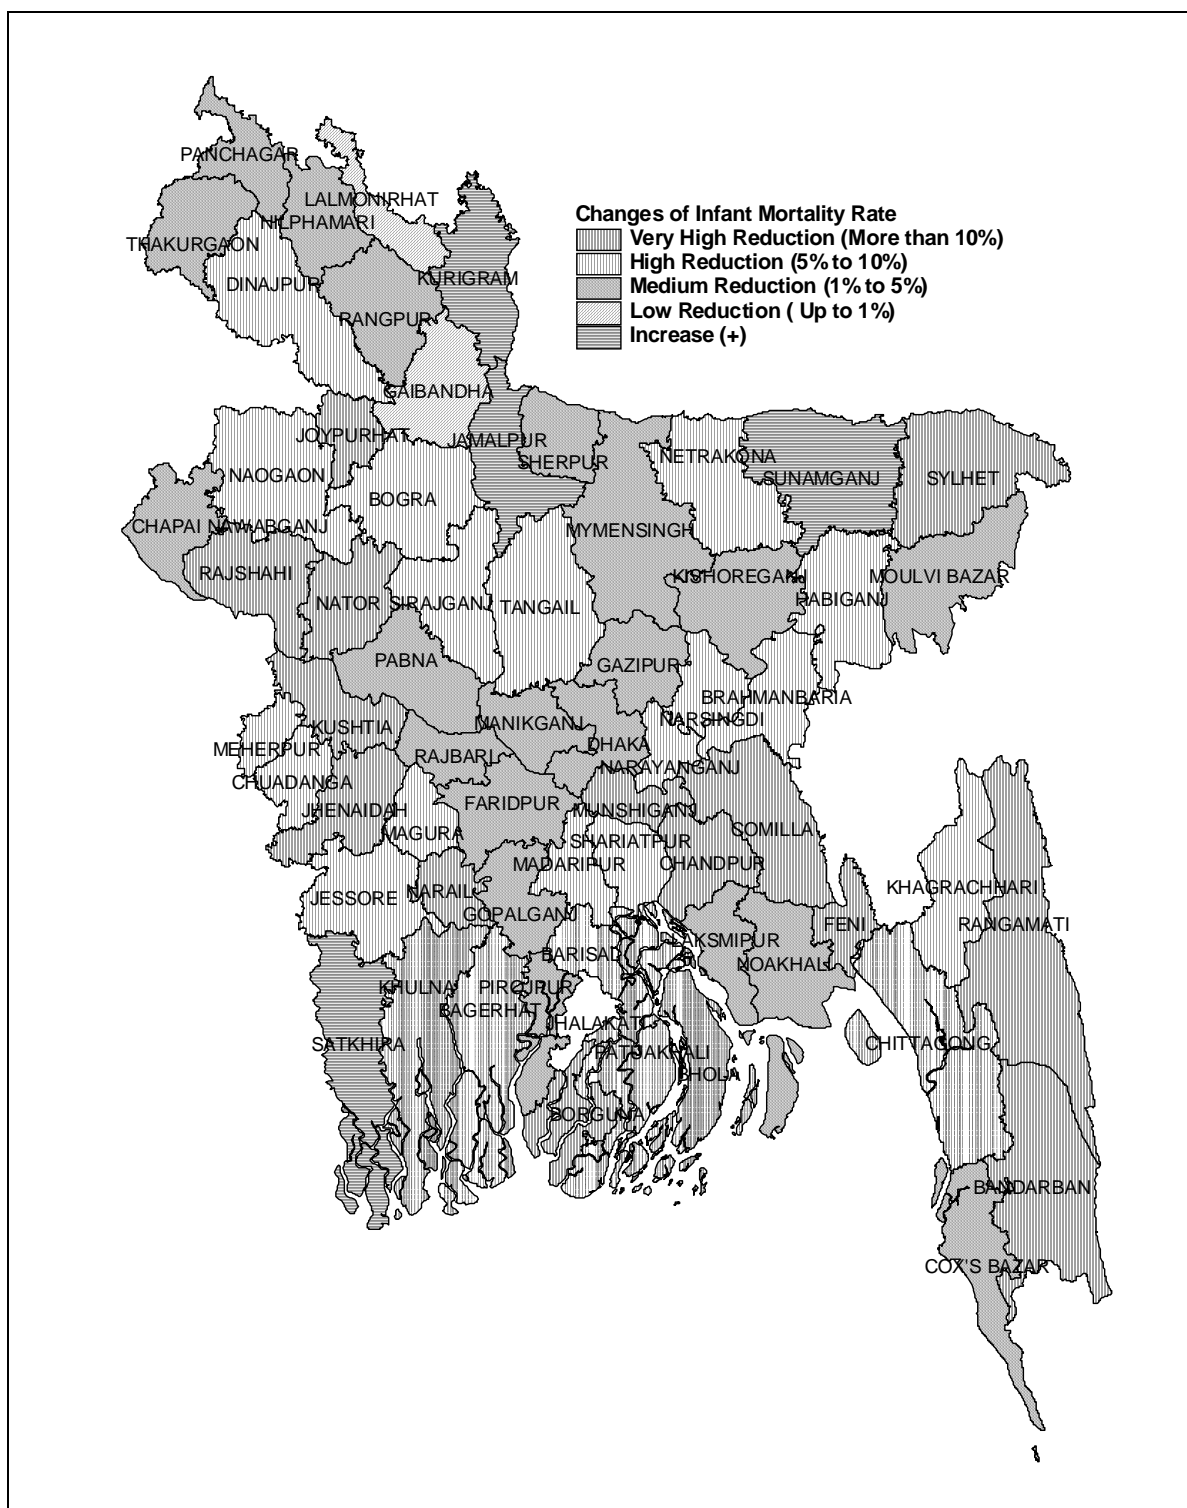 PANCHAGAR
LALMONIRHAT
NILPHAMARI
THAKURGAON
DINAJPUR
KURIGRAM
RANGPUR
Changes of Infant Mortality Rate
Very High Reduction (More than 10%)
High Reduction (5% to 10%)
Medium Reduction (1% to 5%)
Low Reduction ( Up to 1%)
Increase (+)
GAIBANDHA
JOYPURHAT
JAMALPUR
SHERPUR
NETRAKONA
SUNAMGANJ
SYLHET
NAOGAON
BOGRA
CHAPAI NAWABGANJ
MYMENSINGH
RAJSHAHI
NATOR
SIRAJGANJ
TANGAIL
KISHOREGANJ
HABIGANJ
MOULVI BAZAR
PABNA
GAZIPUR
BRAHMANBARIA
NARSINGDI
KUSHTIA
MANIKGANJ
DHAKA
MEHERPUR
RAJBARI
NARAYANGANJ
CHUADANGA
JHENAIDAH
FARIDPUR
MUNSHIGANJ
MAGURA
SHARIATPUR
COMILLA
MADARIPUR
CHANDPUR
JESSORE
NARAIL
GOPALGANJ
KHAGRACHHARI
RANGAMATI
FENI
LAKSMIPUR
BARISAL
NOAKHALI
KHULNA
PIROJPUR
BAGERHAT
HALAKATI
SATKHIRA
PATUAKHALI
BHOLA
CHITTAGONG
BORGUNA
BANDARBAN
COX'S BAZAR